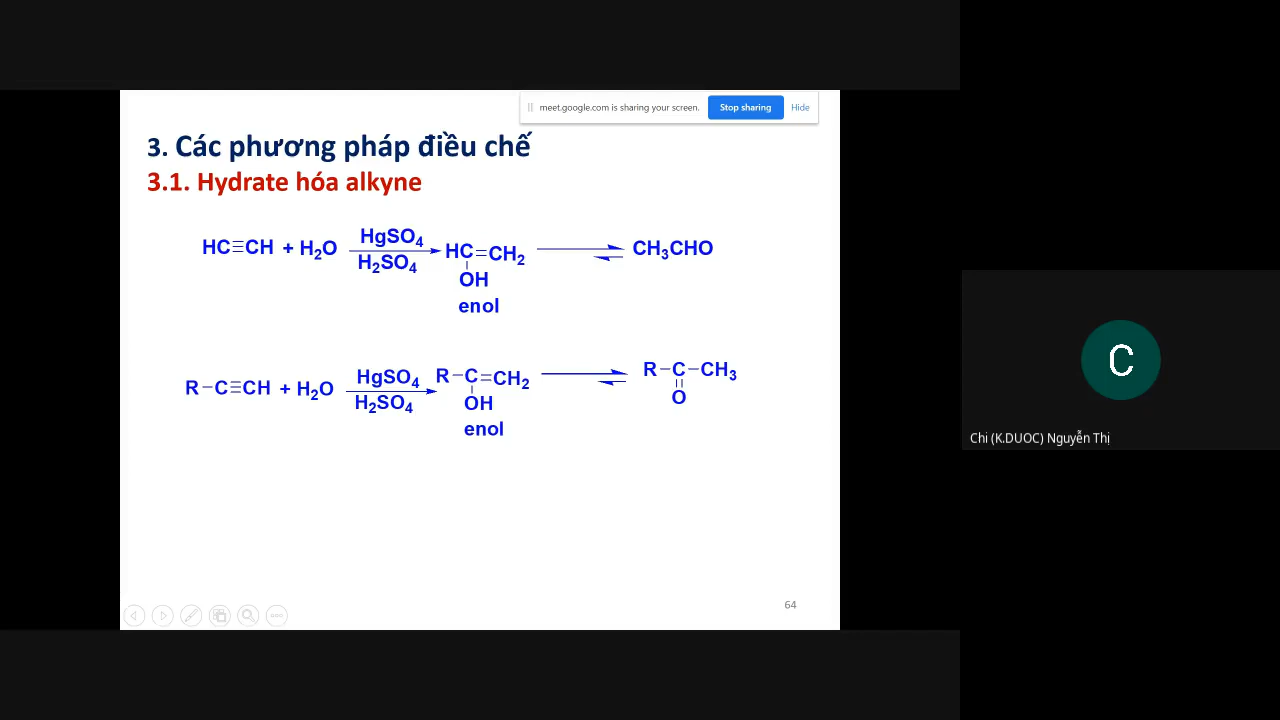 meet.google.com is sharing your screen. Stop sharing Hide
3. Các phương pháp điều chế
3.1. Hydrate hóa alkyne
HC≡CH + H₂O HgSO₄ H₂SO₄ HC=CH₂ CH₃CHO
OH
enol
R–C≡CH + H₂O HgSO₄ H₂SO₄ R–C=CH₂ R–C–CH₃
OH O
enol
64
C
Chi (K.DUOC) Nguyễn Thị